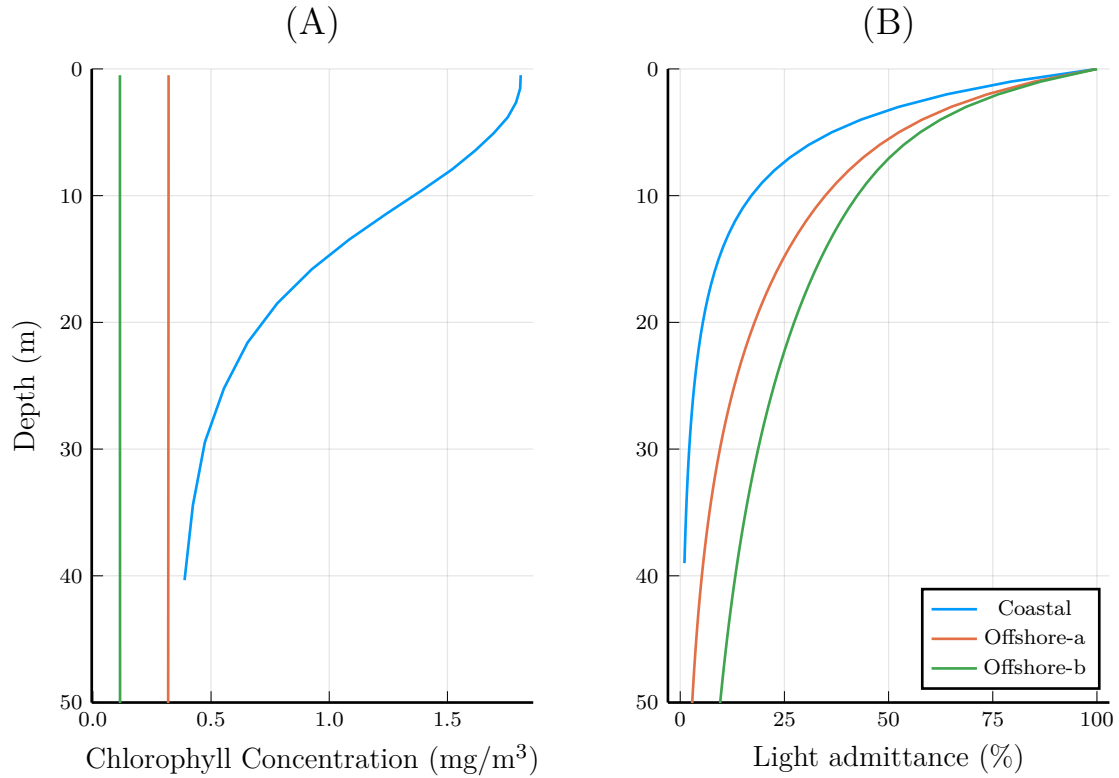 (A)
(B)
0
10
20
30
40
50
0.0
0.5
1.0
1.5
Depth (m)
Chlorophyll Concentration (mg/m³)
0
10
20
30
40
50
0
25
50
75
100
Light admittance (%)
Coastal
Offshore-a
Offshore-b